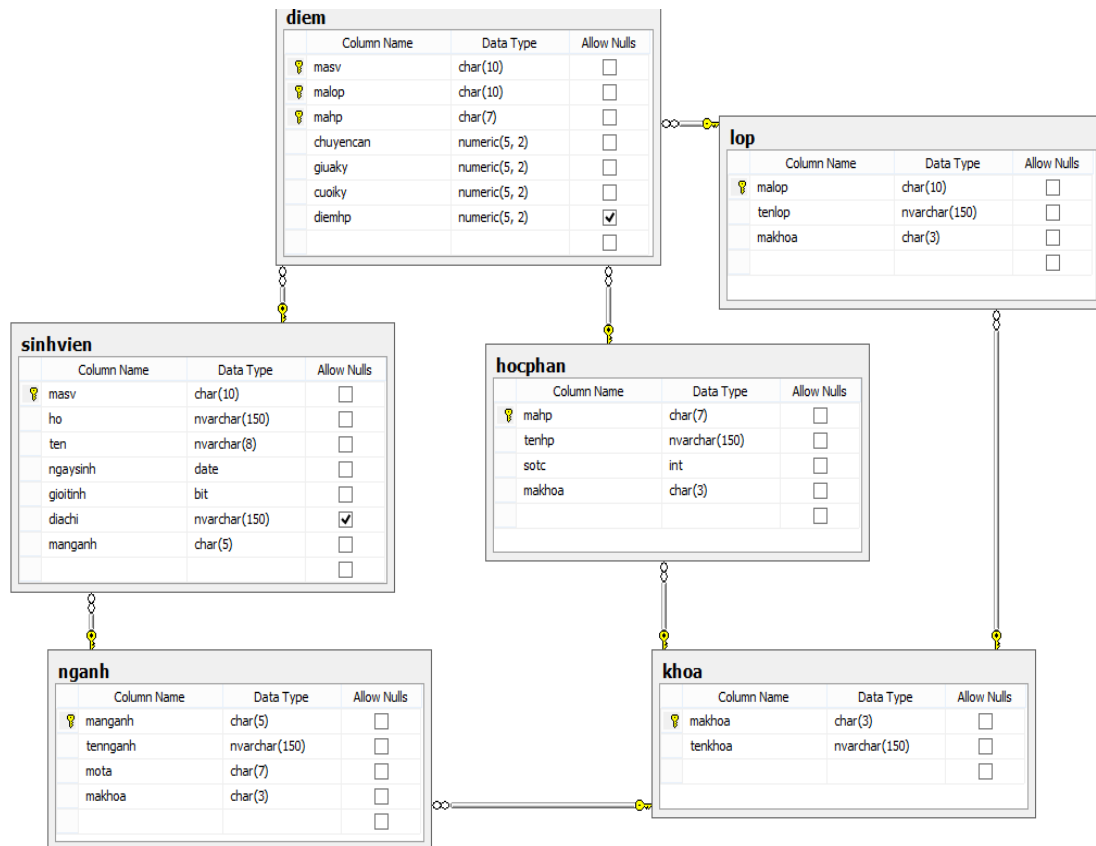 diem
Column Name Data Type Allow Nulls
masv char(10)
malop char(10)
mahp char(7)
chuyencan numeric(5, 2)
giuaky numeric(5, 2)
cuoiky numeric(5, 2)
diemhp numeric(5, 2)
lop
Column Name Data Type Allow Nulls
malop char(10)
tenlop nvarchar(150)
makhoa char(3)
sinhvien
Column Name Data Type Allow Nulls
masv char(10)
ho nvarchar(150)
ten nvarchar(8)
ngaysinh date
gioitinh bit
diachi nvarchar(150)
manganh char(5)
hocphan
Column Name Data Type Allow Nulls
mahp char(7)
tenhp nvarchar(150)
sotc int
makhoa char(3)
nganh
Column Name Data Type Allow Nulls
manganh char(5)
tennganh nvarchar(150)
mota char(7)
makhoa char(3)
khoa
Column Name Data Type Allow Nulls
makhoa char(3)
tenkhoa nvarchar(150)